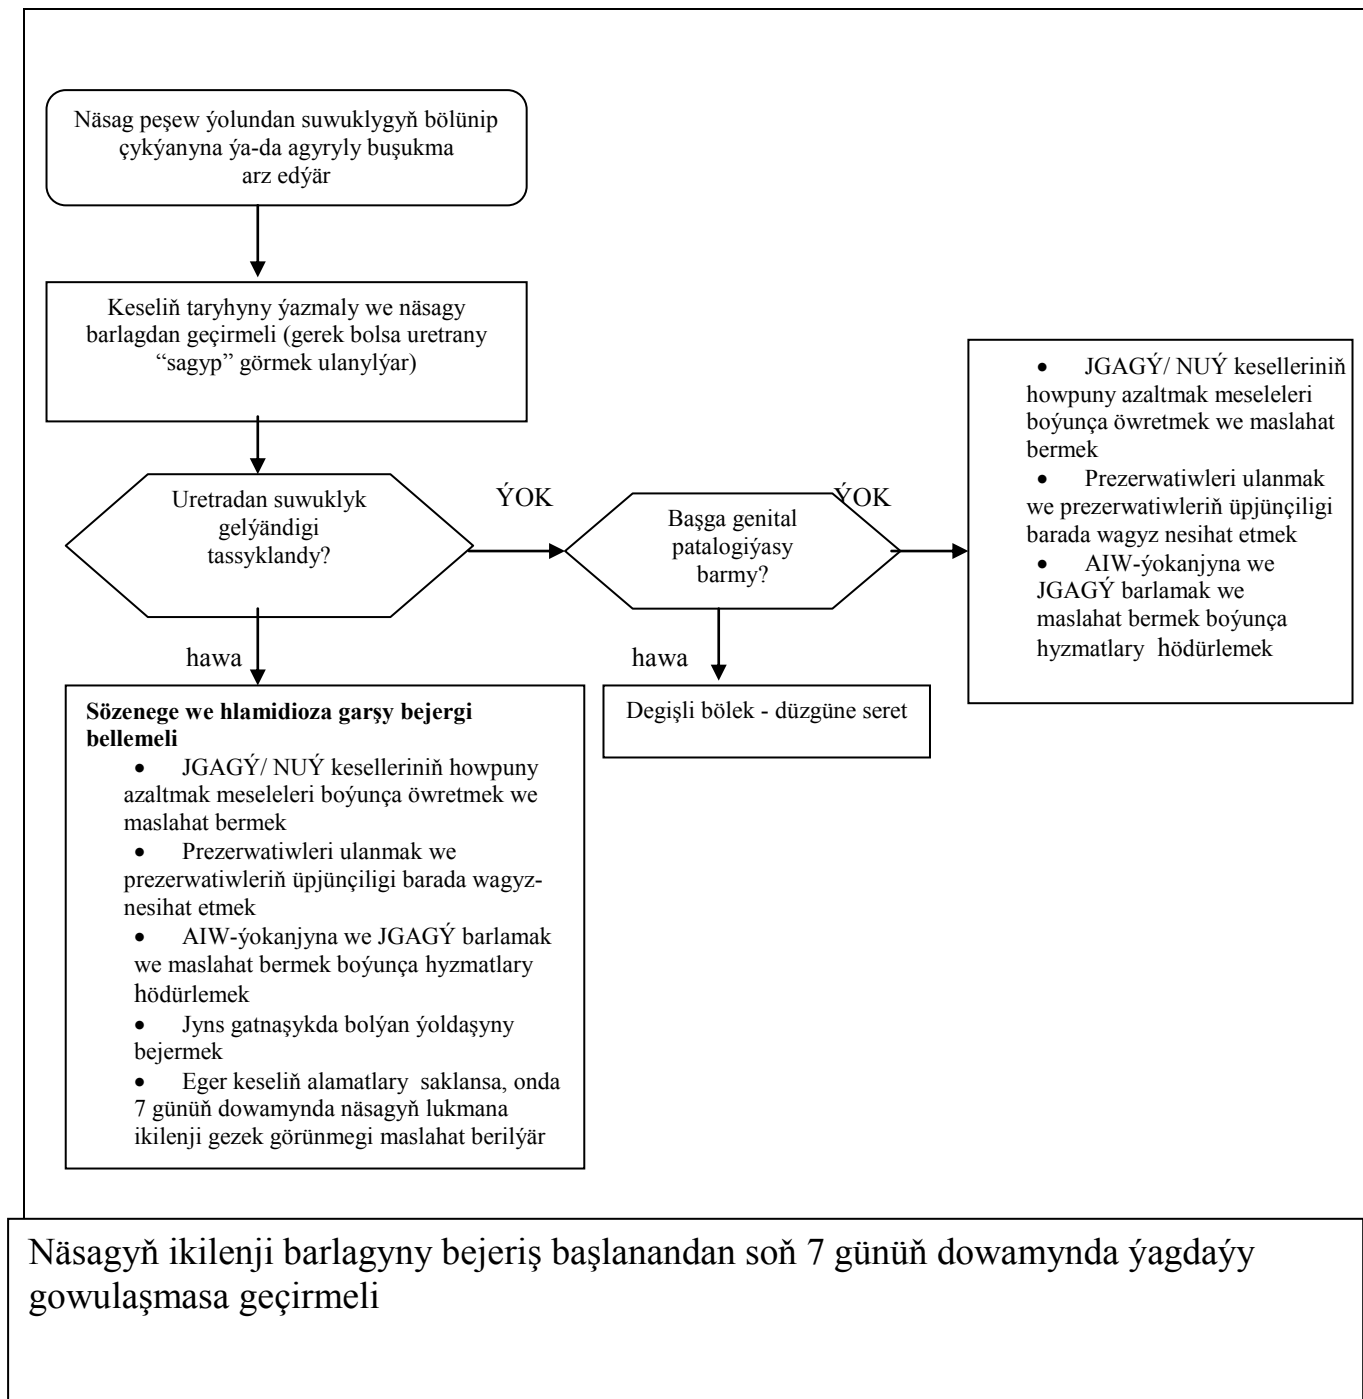 Näsag peşew ýolundan suwuklygyň bölünip
çykýanyna ýa-da agyryly buşukma
arz edýär
Keseliň taryhyny ýazmaly we näsagy
barlagdan geçirmeli (gerek bolsa uretrany
“sagyp” görmek ulanylýar)
Uretradan suwuklyk
gelýändigi
tassyklandy?
ÝOK
Başga genital
patalogiýasy
barmy?
ÝOK
• JGAGÝ/ NUÝ keselleriniň
howpuny azaltmak meseleleri
boýunça öwretmek we maslahat
bermek
• Prezerwatiwleri ulanmak
we prezerwatiwleriň üpjünçiligi
barada wagyz nesihat etmek
• AIW-ýokanjyna we
JGAGÝ barlamak we
maslahat bermek boýunça
hyzmatlary hödürlemek
hawa
hawa
Sözenege we hlamidioza garşy bejergi
bellemeli
• JGAGÝ/ NUÝ keselleriniň howpuny
azaltmak meseleleri boýunça öwretmek we
maslahat bermek
• Prezerwatiwleri ulanmak we
prezerwatiwleriň üpjünçiligi barada wagyz-
nesihat etmek
• AIW-ýokanjyna we JGAGÝ barlamak
we maslahat bermek boýunça hyzmatlary
hödürlemek
• Jyns gatnaşykda bolýan ýoldaşyny
bejermek
• Eger keseliň alamatlary saklansa, onda
7 günüň dowamynda näsagyň lukmana
ikilenji gezek görünmegi maslahat berilýär
Degişli bölek - düzgüne seret
Näsagyň ikilenji barlagyny bejeriş başlanandan soň 7 günüň dowamynda ýagdaýy
gowulaşmasa geçirmeli